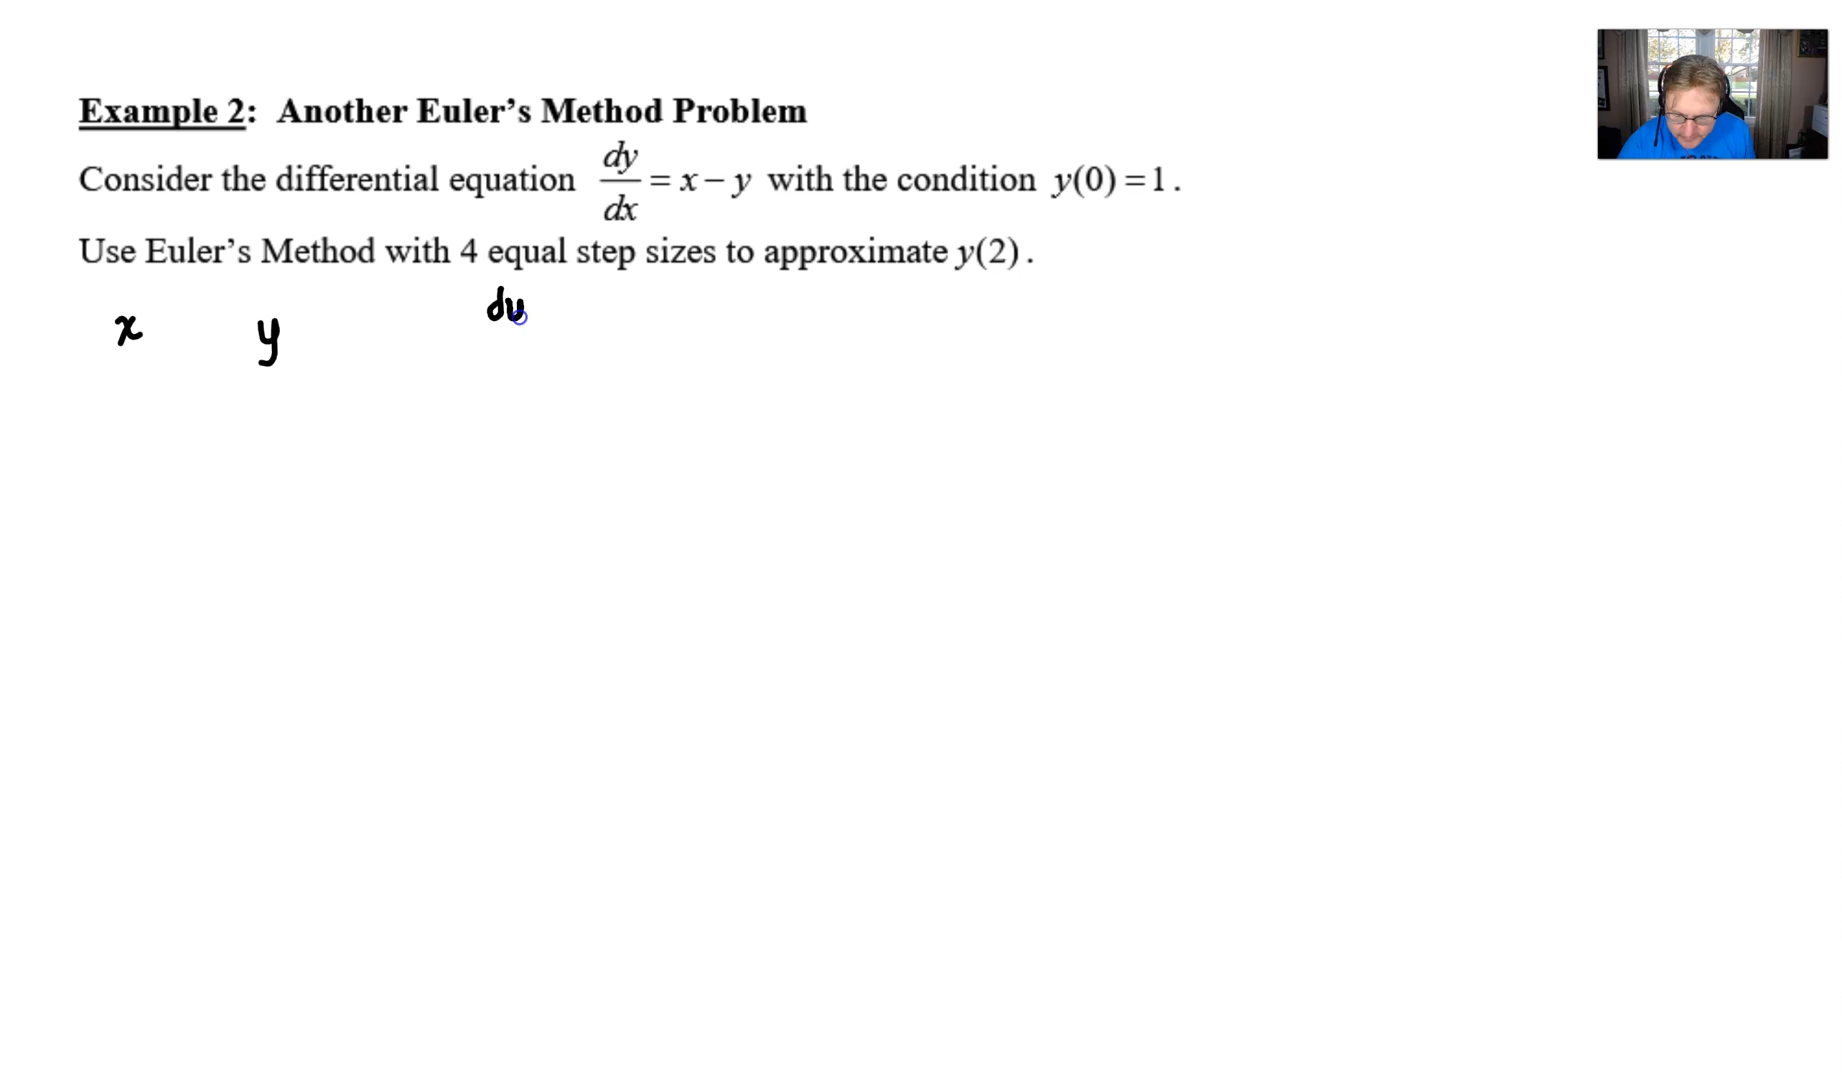 Example 2: Another Euler's Method Problem
Consider the differential equation dy/dx = x − y with the condition y(0) = 1.
Use Euler's Method with 4 equal step sizes to approximate y(2).
x y dy